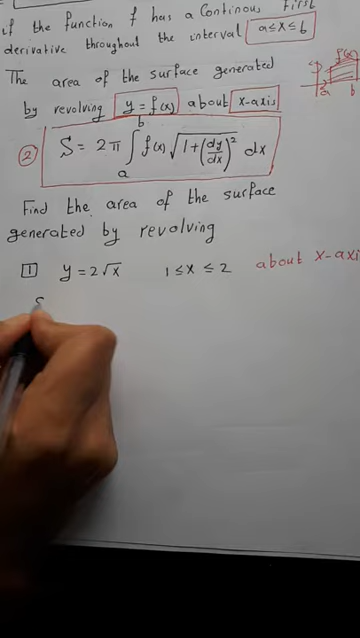 if the function f has a Continous First
derivative throughout the interval a≤x≤b
The area of the surface generated
by revolving y = f(x) about x-axis
② S = 2π ∫ₐᵇ f(x) √(1+(dy/dx)²) dx
f(x)
a b
Find the area of the surface
generated by revolving
1 y = 2√x 1 ≤ x ≤ 2 about x-axi
S